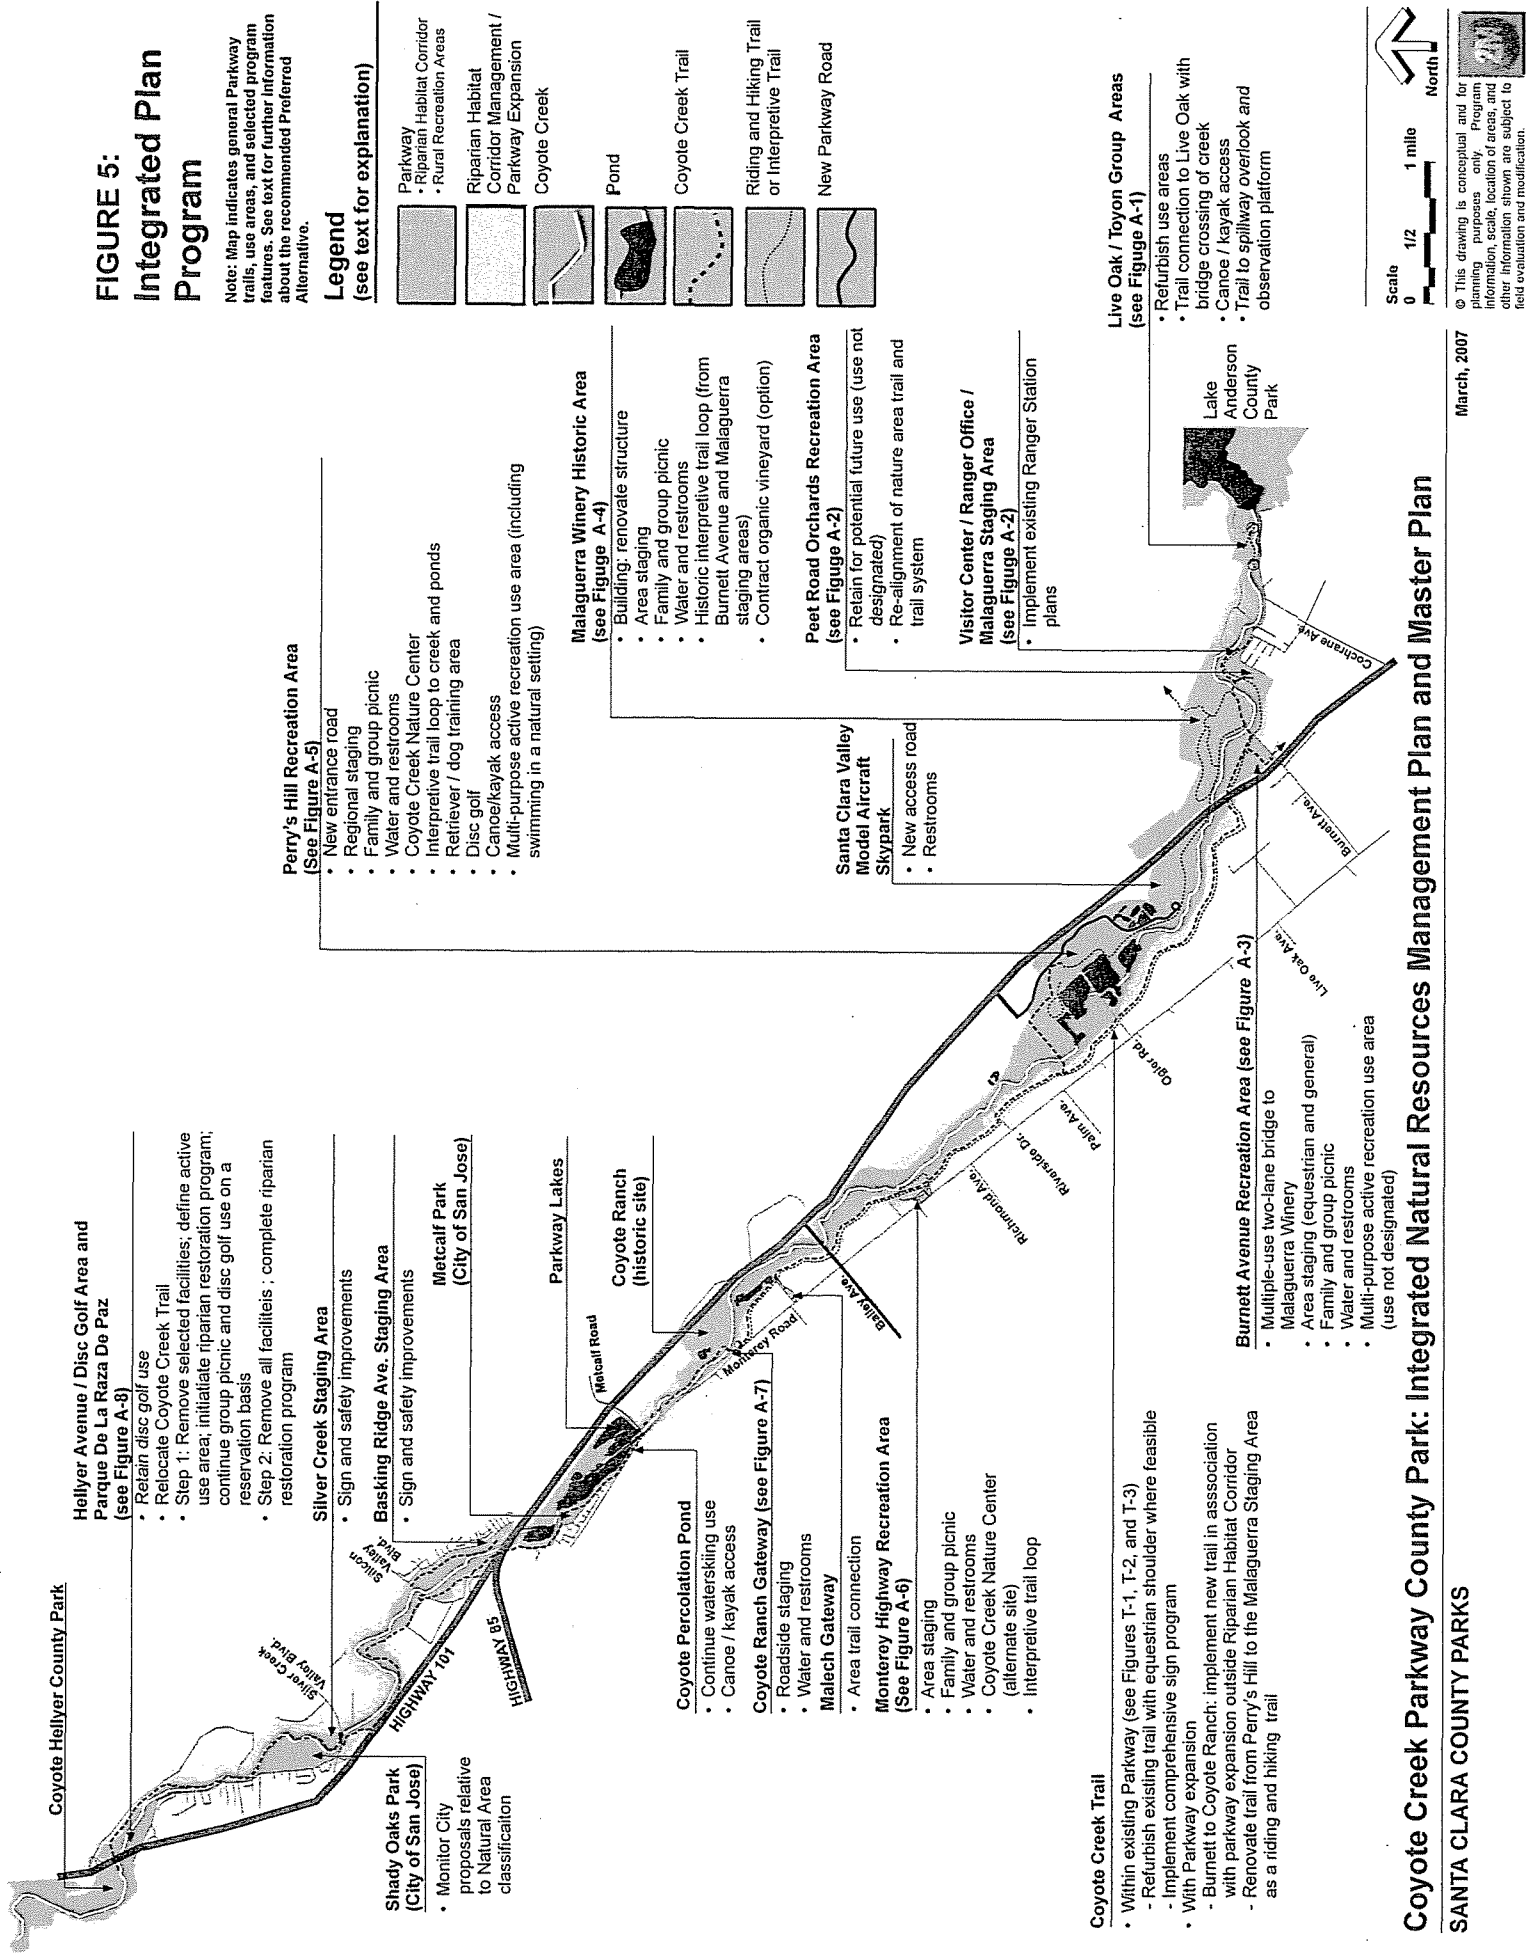 FIGURE 5:
Integrated Plan
Program
Note: Map indicates general Parkway
trails, use areas, and selected program
features. See text for further information
about the recommended Preferred
Alternative.
Legend
(see text for explanation)
Parkway
• Riparian Habitat Corridor
• Rural Recreation Areas
Riparian Habitat
Corridor Management /
Parkway Expansion
Coyote Creek
Pond
Coyote Creek Trail
Riding and Hiking Trail
or Interpretive Trail
New Parkway Road
Coyote Hellyer County Park
Hellyer Avenue / Disc Golf Area and
Parque De La Raza De Paz
(see Figure A-8)
• Retain disc golf use
• Relocate Coyote Creek Trail
• Step 1: Remove selected facilities; define active
use area; initiatiate riparian restoration program;
continue group picnic and disc golf use on a
reservation basis
• Step 2: Remove all faciliteis ; complete riparian
restoration program
Silver Creek Staging Area
• Sign and safety improvements
Basking Ridge Ave. Staging Area
• Sign and safety improvements
Metcalf Park
(City of San Jose)
Parkway Lakes
Coyote Ranch
(historic site)
Perry's Hill Recreation Area
(See Figure A-5)
• New entrance road
• Regional staging
• Family and group picnic
• Water and restrooms
• Coyote Creek Nature Center
• Interpretive trail loop to creek and ponds
• Retriever / dog training area
• Disc golf
• Canoe/kayak access
• Multi-purpose active recreation use area (including
swimming in a natural setting)
Malaguerra Winery Historic Area
(see Figuge A-4)
• Building: renovate structure
• Area staging
• Family and group picnic
• Water and restrooms
• Historic interpretive trail loop (from
Burnett Avenue and Malaguerra
staging areas)
• Contract organic vineyard (option)
Peet Road Orchards Recreation Area
(see Figuge A-2)
• Retain for potential future use (use not
designated)
• Re-alignment of nature area trail and
trail system
Santa Clara Valley
Model Aircraft
Skypark
• New access road
• Restrooms
Visitor Center / Ranger Office /
Malaguerra Staging Area
(see Figuge A-2)
• Implement existing Ranger Station
plans
Live Oak / Toyon Group Areas
(see Figuge A-1)
• Refurbish use areas
• Trail connection to Live Oak with
bridge crossing of creek
• Canoe / kayak access
• Trail to spillway overlook and
observation platform
Lake
Anderson
County
Park
Silicon
Valley
Blvd.
Silver Creek
Valley Blvd.
HIGHWAY 101
HIGHWAY 85
Metcalf Road
Monterey Road
Bailey Ave.
Richmond Ave.
Riverside Dr.
Palm Ave.
Ogier Rd.
Live Oak Ave.
Burnett Ave.
Cochrane Ave.
Shady Oaks Park
(City of San Jose)
• Monitor City
proposals relative
to Natural Area
classificaiton
Coyote Percolation Pond
• Continue waterskiing use
• Canoe / kayak access
Coyote Ranch Gateway (see Figure A-7)
• Roadside staging
• Water and restrooms
Malech Gateway
• Area trail connection
Monterey Highway Recreation Area
(See Figure A-6)
• Area staging
• Family and group picnic
• Water and restrooms
• Coyote Creek Nature Center
(alternate site)
• Interpretive trail loop
Coyote Creek Trail
• Within existing Parkway (see Figures T-1, T-2, and T-3)
- Refurbish existing trail with equestrian shoulder where feasible
- Implement comprehensive sign program
• With Parkway expansion
- Burnett to Coyote Ranch: implement new trail in association
with parkway expansion outside Riparian Habitat Corridor
- Renovate trail from Perry's Hill to the Malaguerra Staging Area
as a riding and hiking trail
Burnett Avenue Recreation Area (see Figure A-3)
• Multiple-use two-lane bridge to
Malaguerra Winery
• Area staging (equestrian and general)
• Family and group picnic
• Water and restrooms
• Multi-purpose active recreation use area
(use not designated)
Scale
0 1/2 1 mile
North
© This drawing is conceptual and for
planning purposes only. Program
information, scale, location of areas, and
other information shown are subject to
field evaluation and modification.
Coyote Creek Parkway County Park: Integrated Natural Resources Management Plan and Master Plan
SANTA CLARA COUNTY PARKS
March, 2007